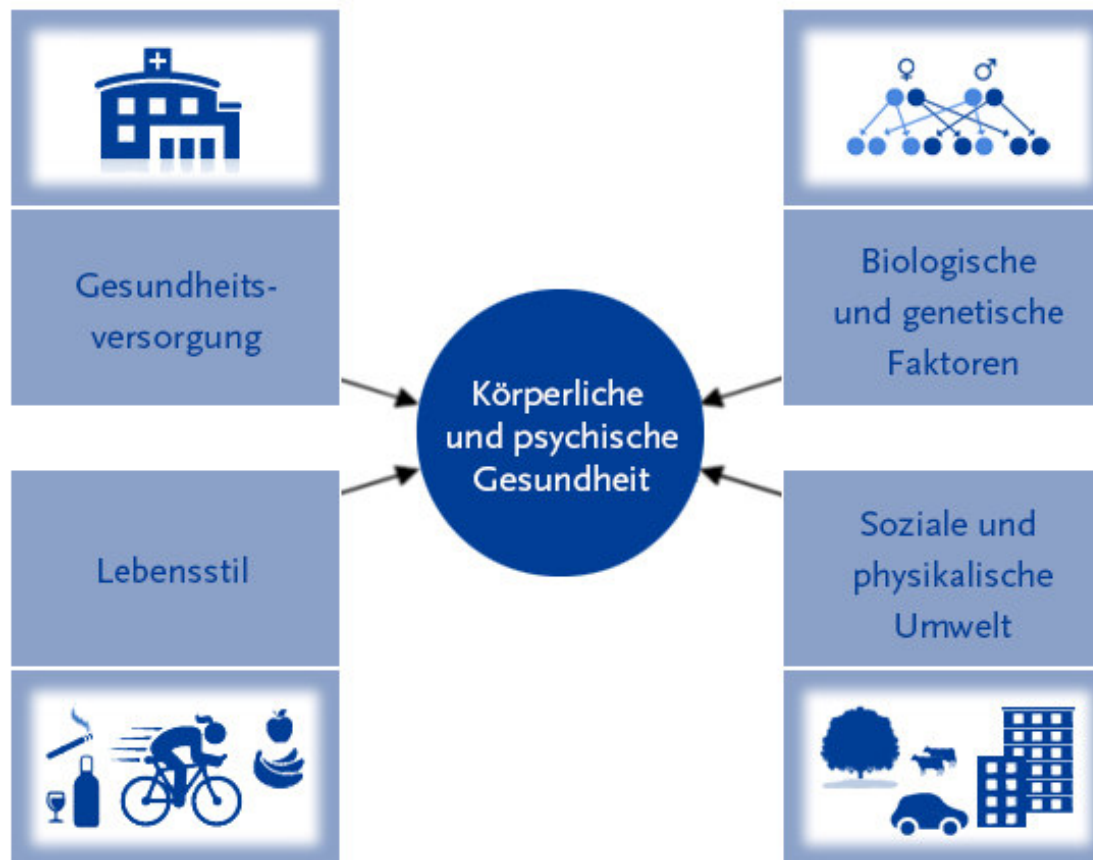 Gesundheits-
versorgung
Biologische
und genetische
Faktoren
Körperliche
und psychische
Gesundheit
Lebensstil
Soziale und
physikalische
Umwelt